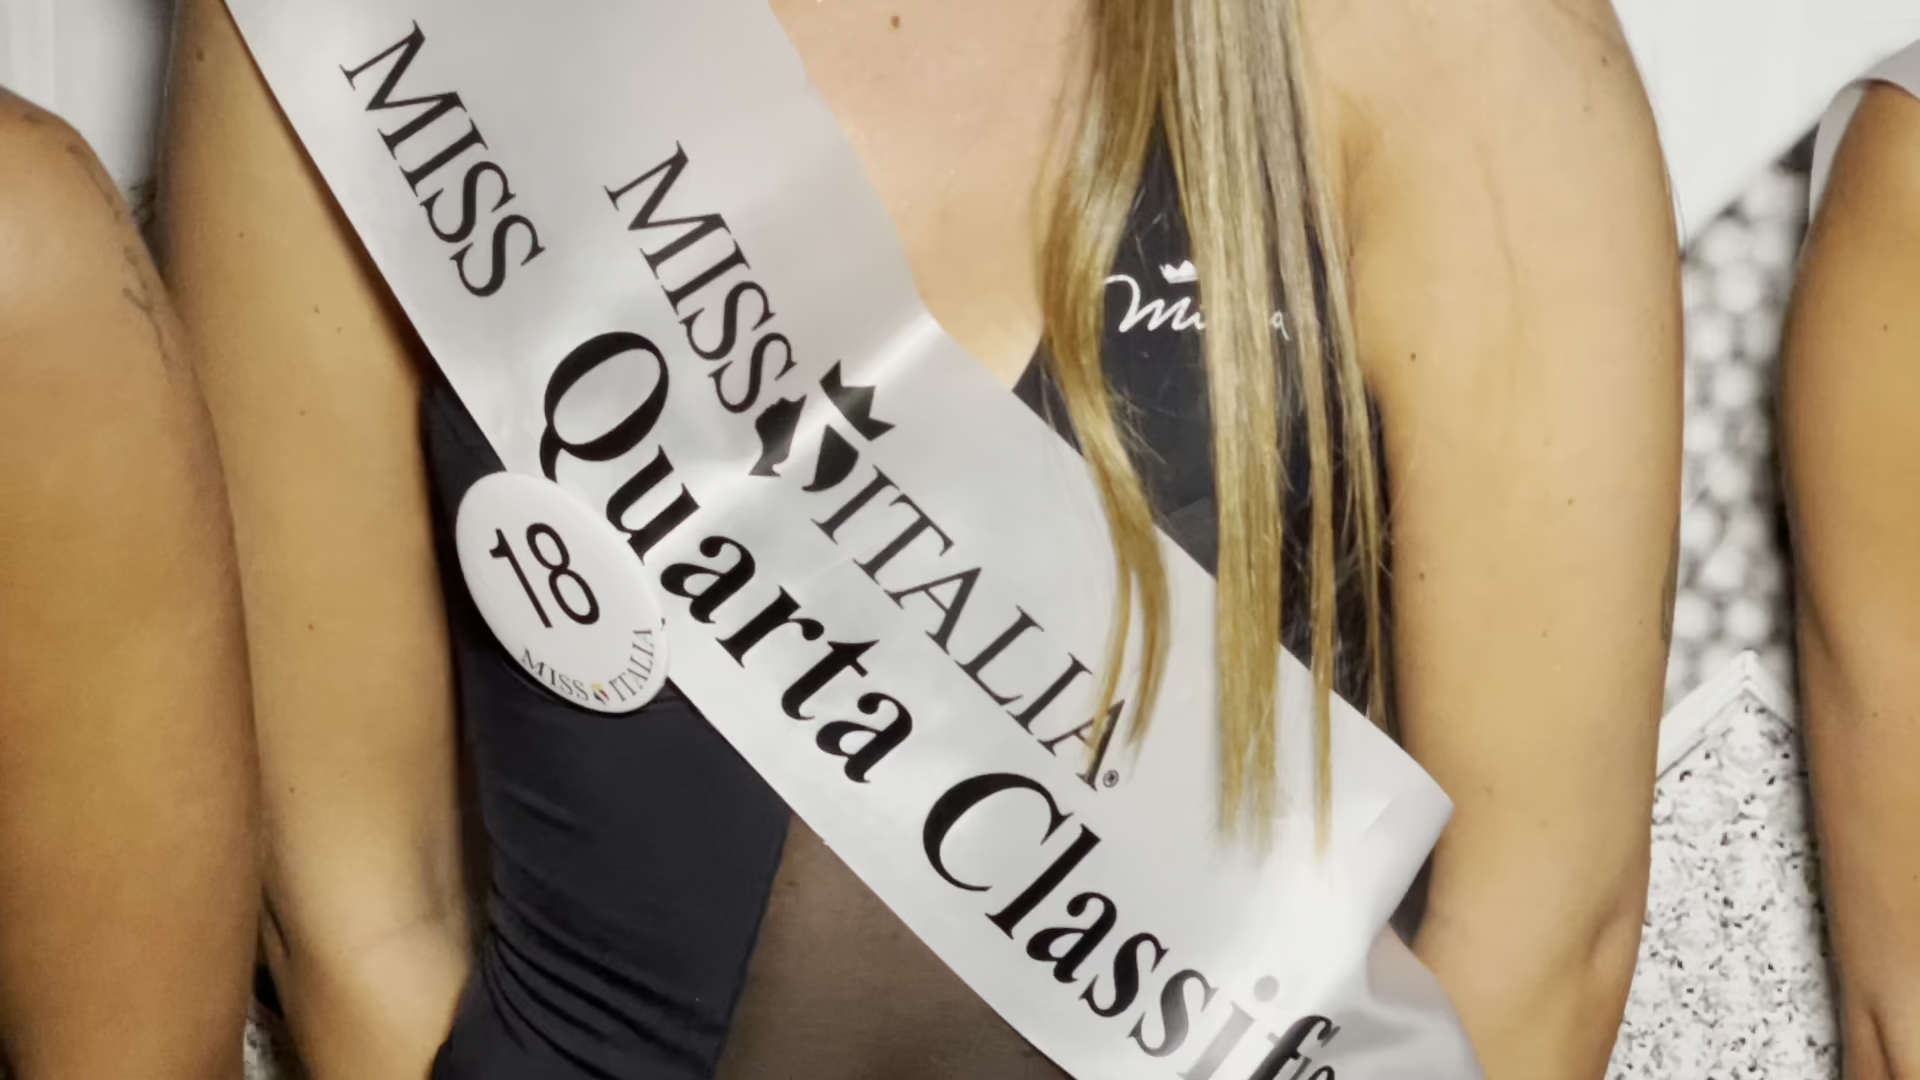 MISS
MISS ITALIA®
Quarta Classif
18
MISS ITALIA